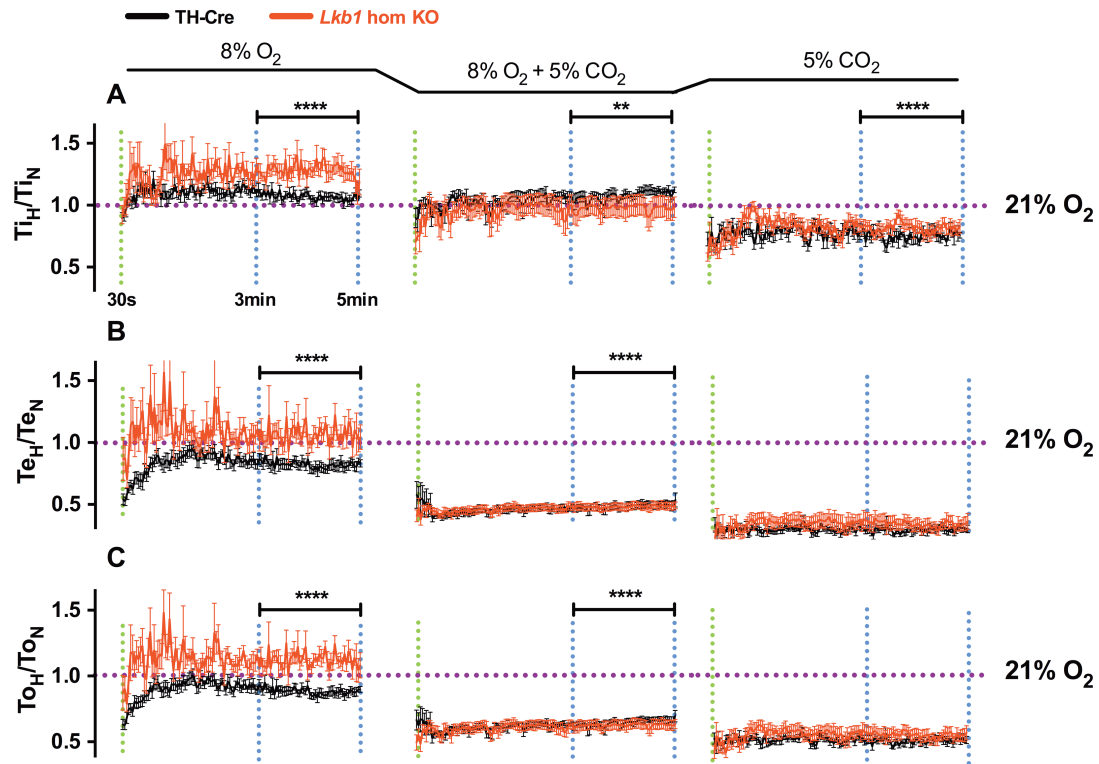 TH-Cre Lkb1 hom KO
8% O2 8% O2 + 5% CO2 5% CO2
A
**** ** ****
TiH/TiN
1.5
1.0
0.5
21% O2
30s 3min 5min
B
**** ****
TeH/TeN
1.5
1.0
0.5
21% O2
C
**** ****
ToH/ToN
1.5
1.0
0.5
21% O2